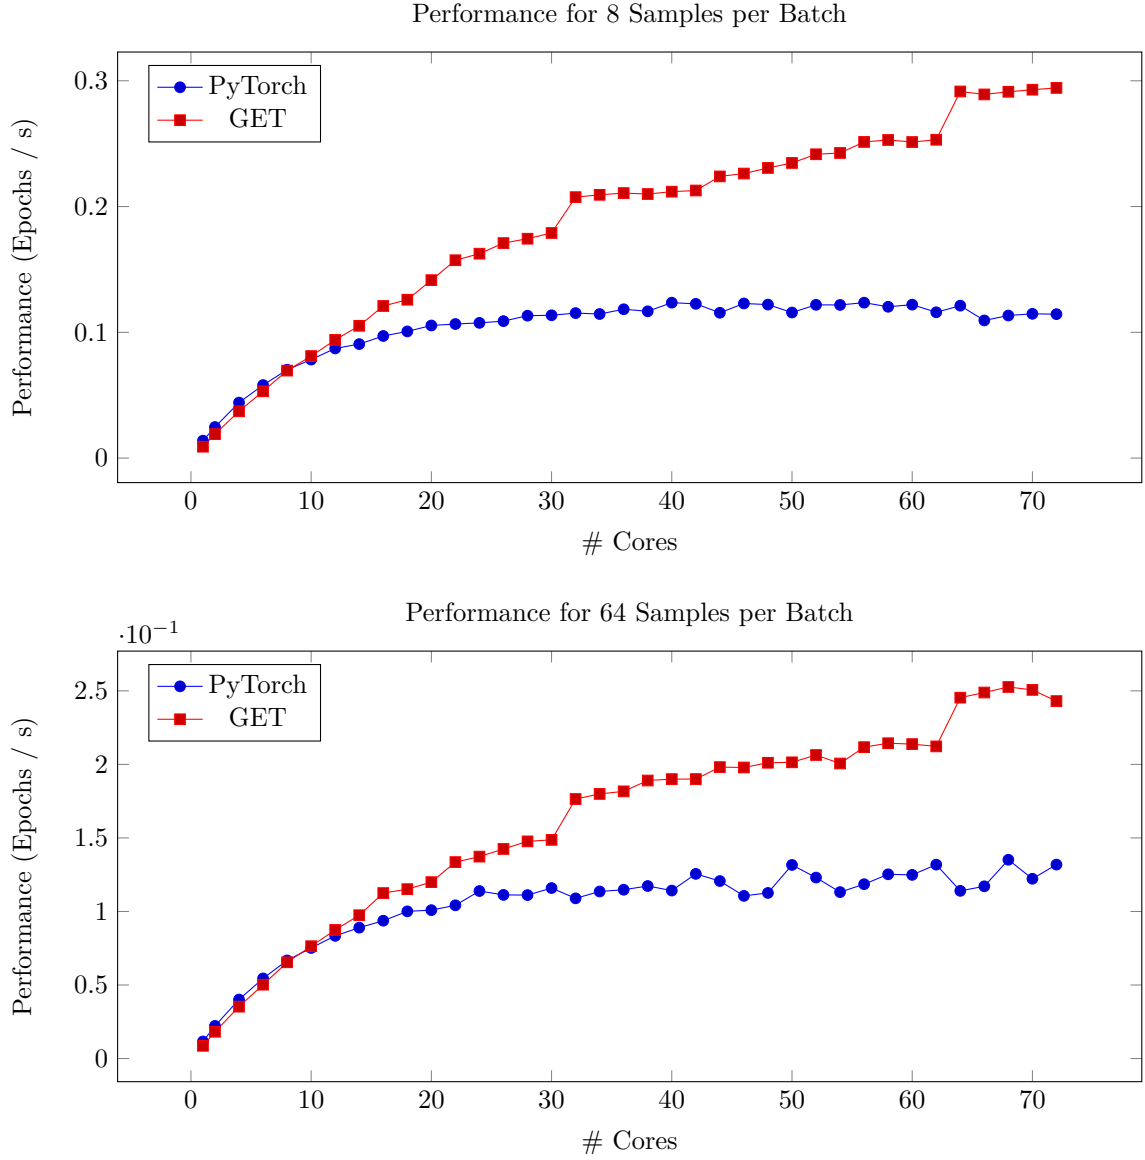 Performance for 8 Samples per Batch
PyTorch
GET
Performance (Epochs / s)
0.3
0.2
0.1
0
0 10 20 30 40 50 60 70
# Cores
Performance for 64 Samples per Batch
·10⁻¹
PyTorch
GET
Performance (Epochs / s)
2.5
2
1.5
1
0.5
0
0 10 20 30 40 50 60 70
# Cores